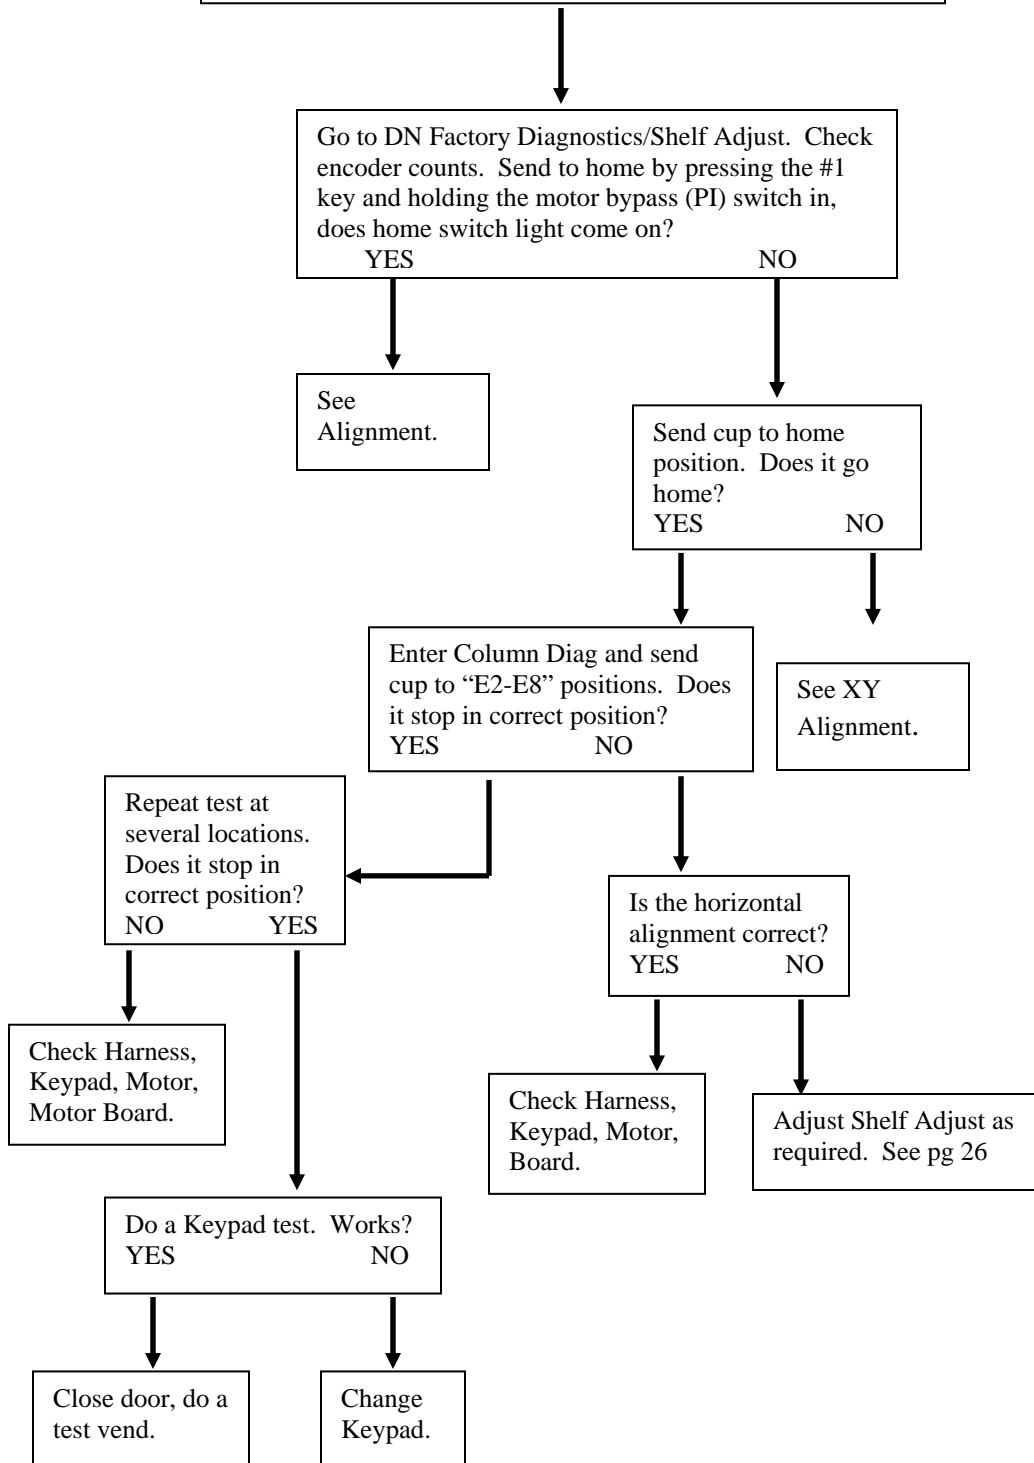 Go to DN Factory Diagnostics/Shelf Adjust.  Check
encoder counts.  Send to home by pressing the #1
key and holding the motor bypass (PI) switch in,
does home switch light come on?
YES NO
See
Alignment.
Send cup to home
position.  Does it go
home?
YES NO
Enter Column Diag and send
cup to “E2-E8” positions.  Does
it stop in correct position?
YES NO
See XY
Alignment.
Repeat test at
several locations.
Does it stop in
correct position?
NO YES
Is the horizontal
alignment correct?
YES NO
Check Harness,
Keypad, Motor,
Motor Board.
Check Harness,
Keypad, Motor,
Board.
Adjust Shelf Adjust as
required.  See pg 26
Do a Keypad test.  Works?
YES NO
Close door, do a
test vend.
Change
Keypad.